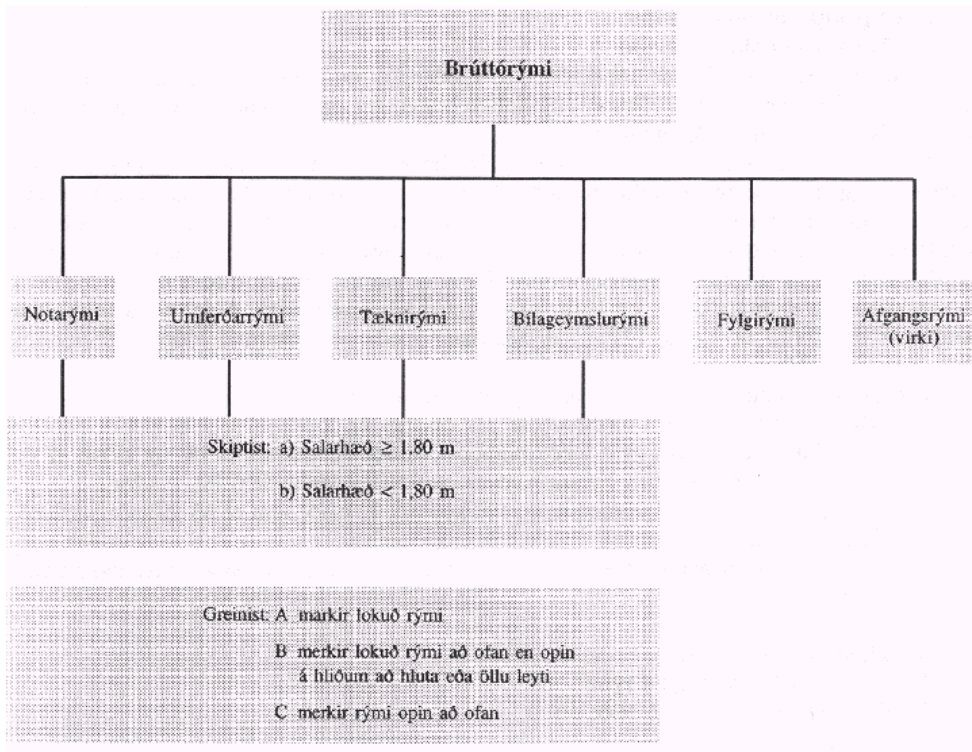 Brúttórými
Notarými
Umferðarrými
Tæknirými
Bílageymslurými
Fylgirými
Afgangsrými
(virki)
Skiptist: a) Salarhæð ≥ 1,80 m
b) Salarhæð < 1,80 m
Greinist: A markir lokuð rými
B merkir lokuð rými að ofan en opin
á hliðum að hluta eða öllu leyti
C merkir rými opin að ofan